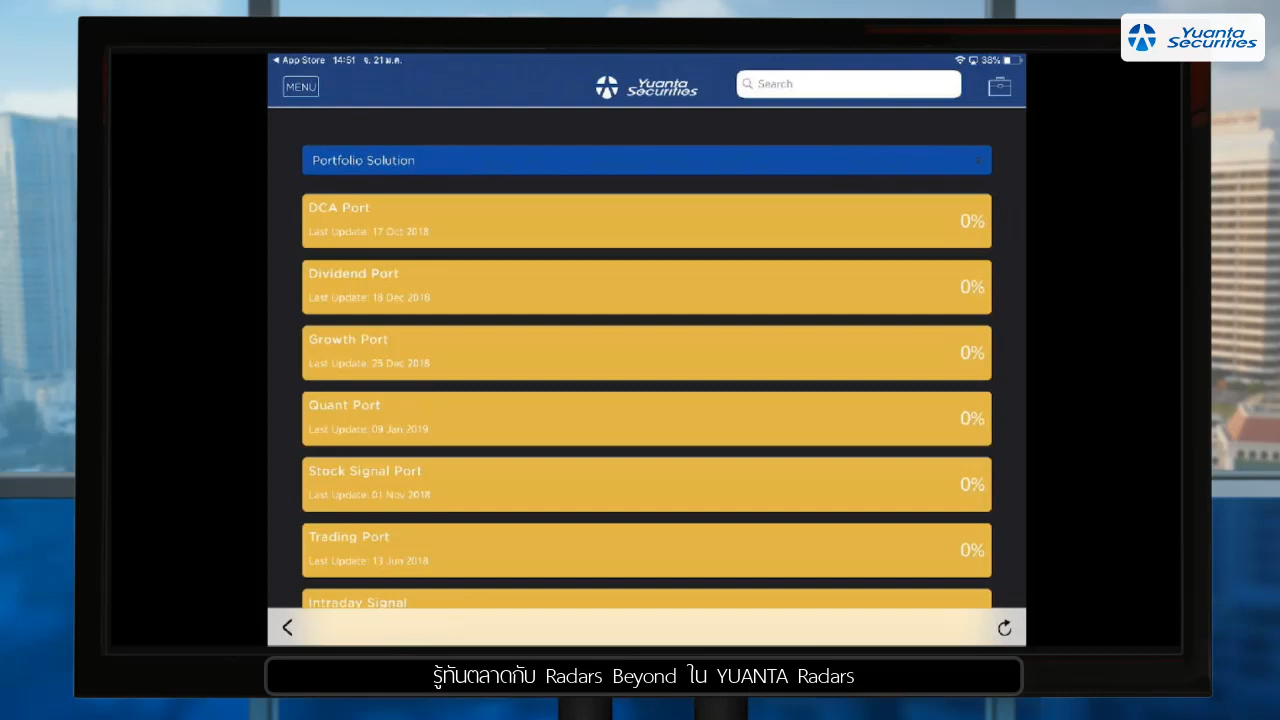 Yuanta
Securities
App Store 14:51 จ. 21 ม.ค.
38%
MENU
Yuanta
Securities
Search
Portfolio Solution
DCA Port
0%
Last Update: 17 Oct 2018
Dividend Port
0%
Last Update: 18 Dec 2018
Growth Port
0%
Last Update: 25 Dec 2018
Quant Port
0%
Last Update: 09 Jan 2019
Stock Signal Port
0%
Last Update: 01 Nov 2018
Trading Port
0%
Last Update: 13 Jun 2018
Intraday Signal
รู้ทันตลาดกับ Radars Beyond ใน YUANTA Radars